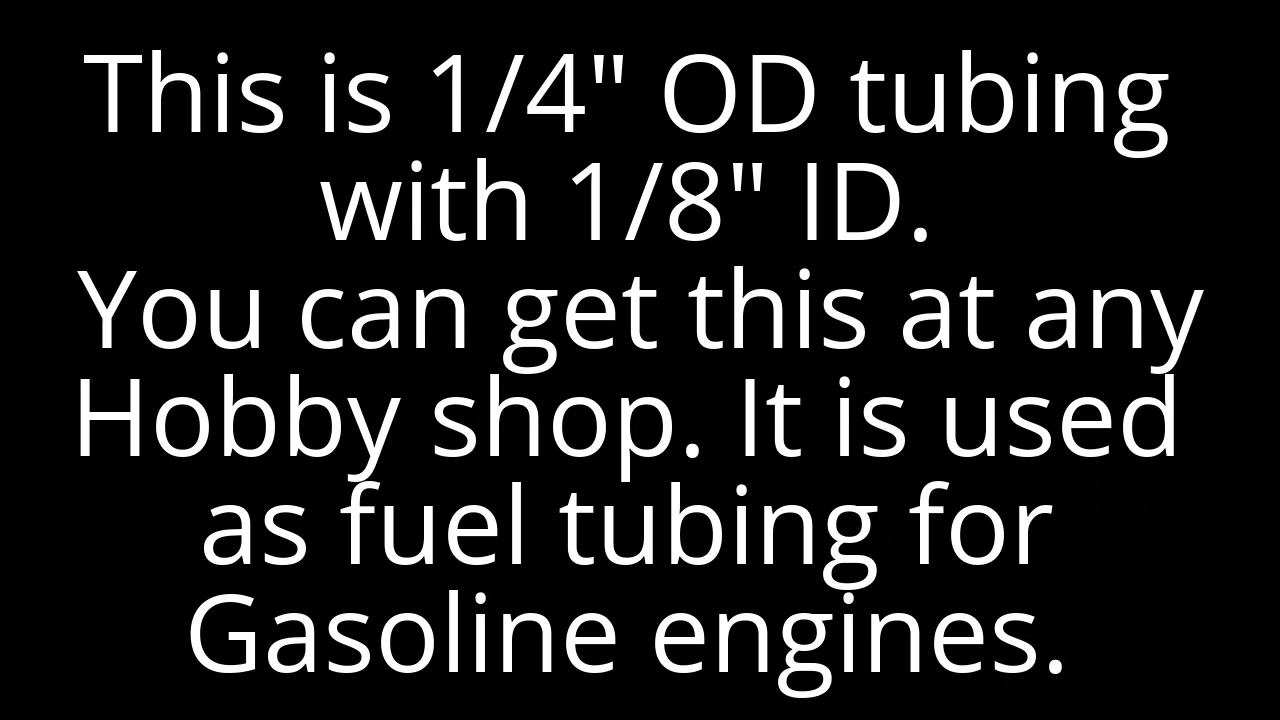 This is 1/4" OD tubing
with 1/8" ID.
You can get this at any
Hobby shop. It is used
as fuel tubing for
Gasoline engines.